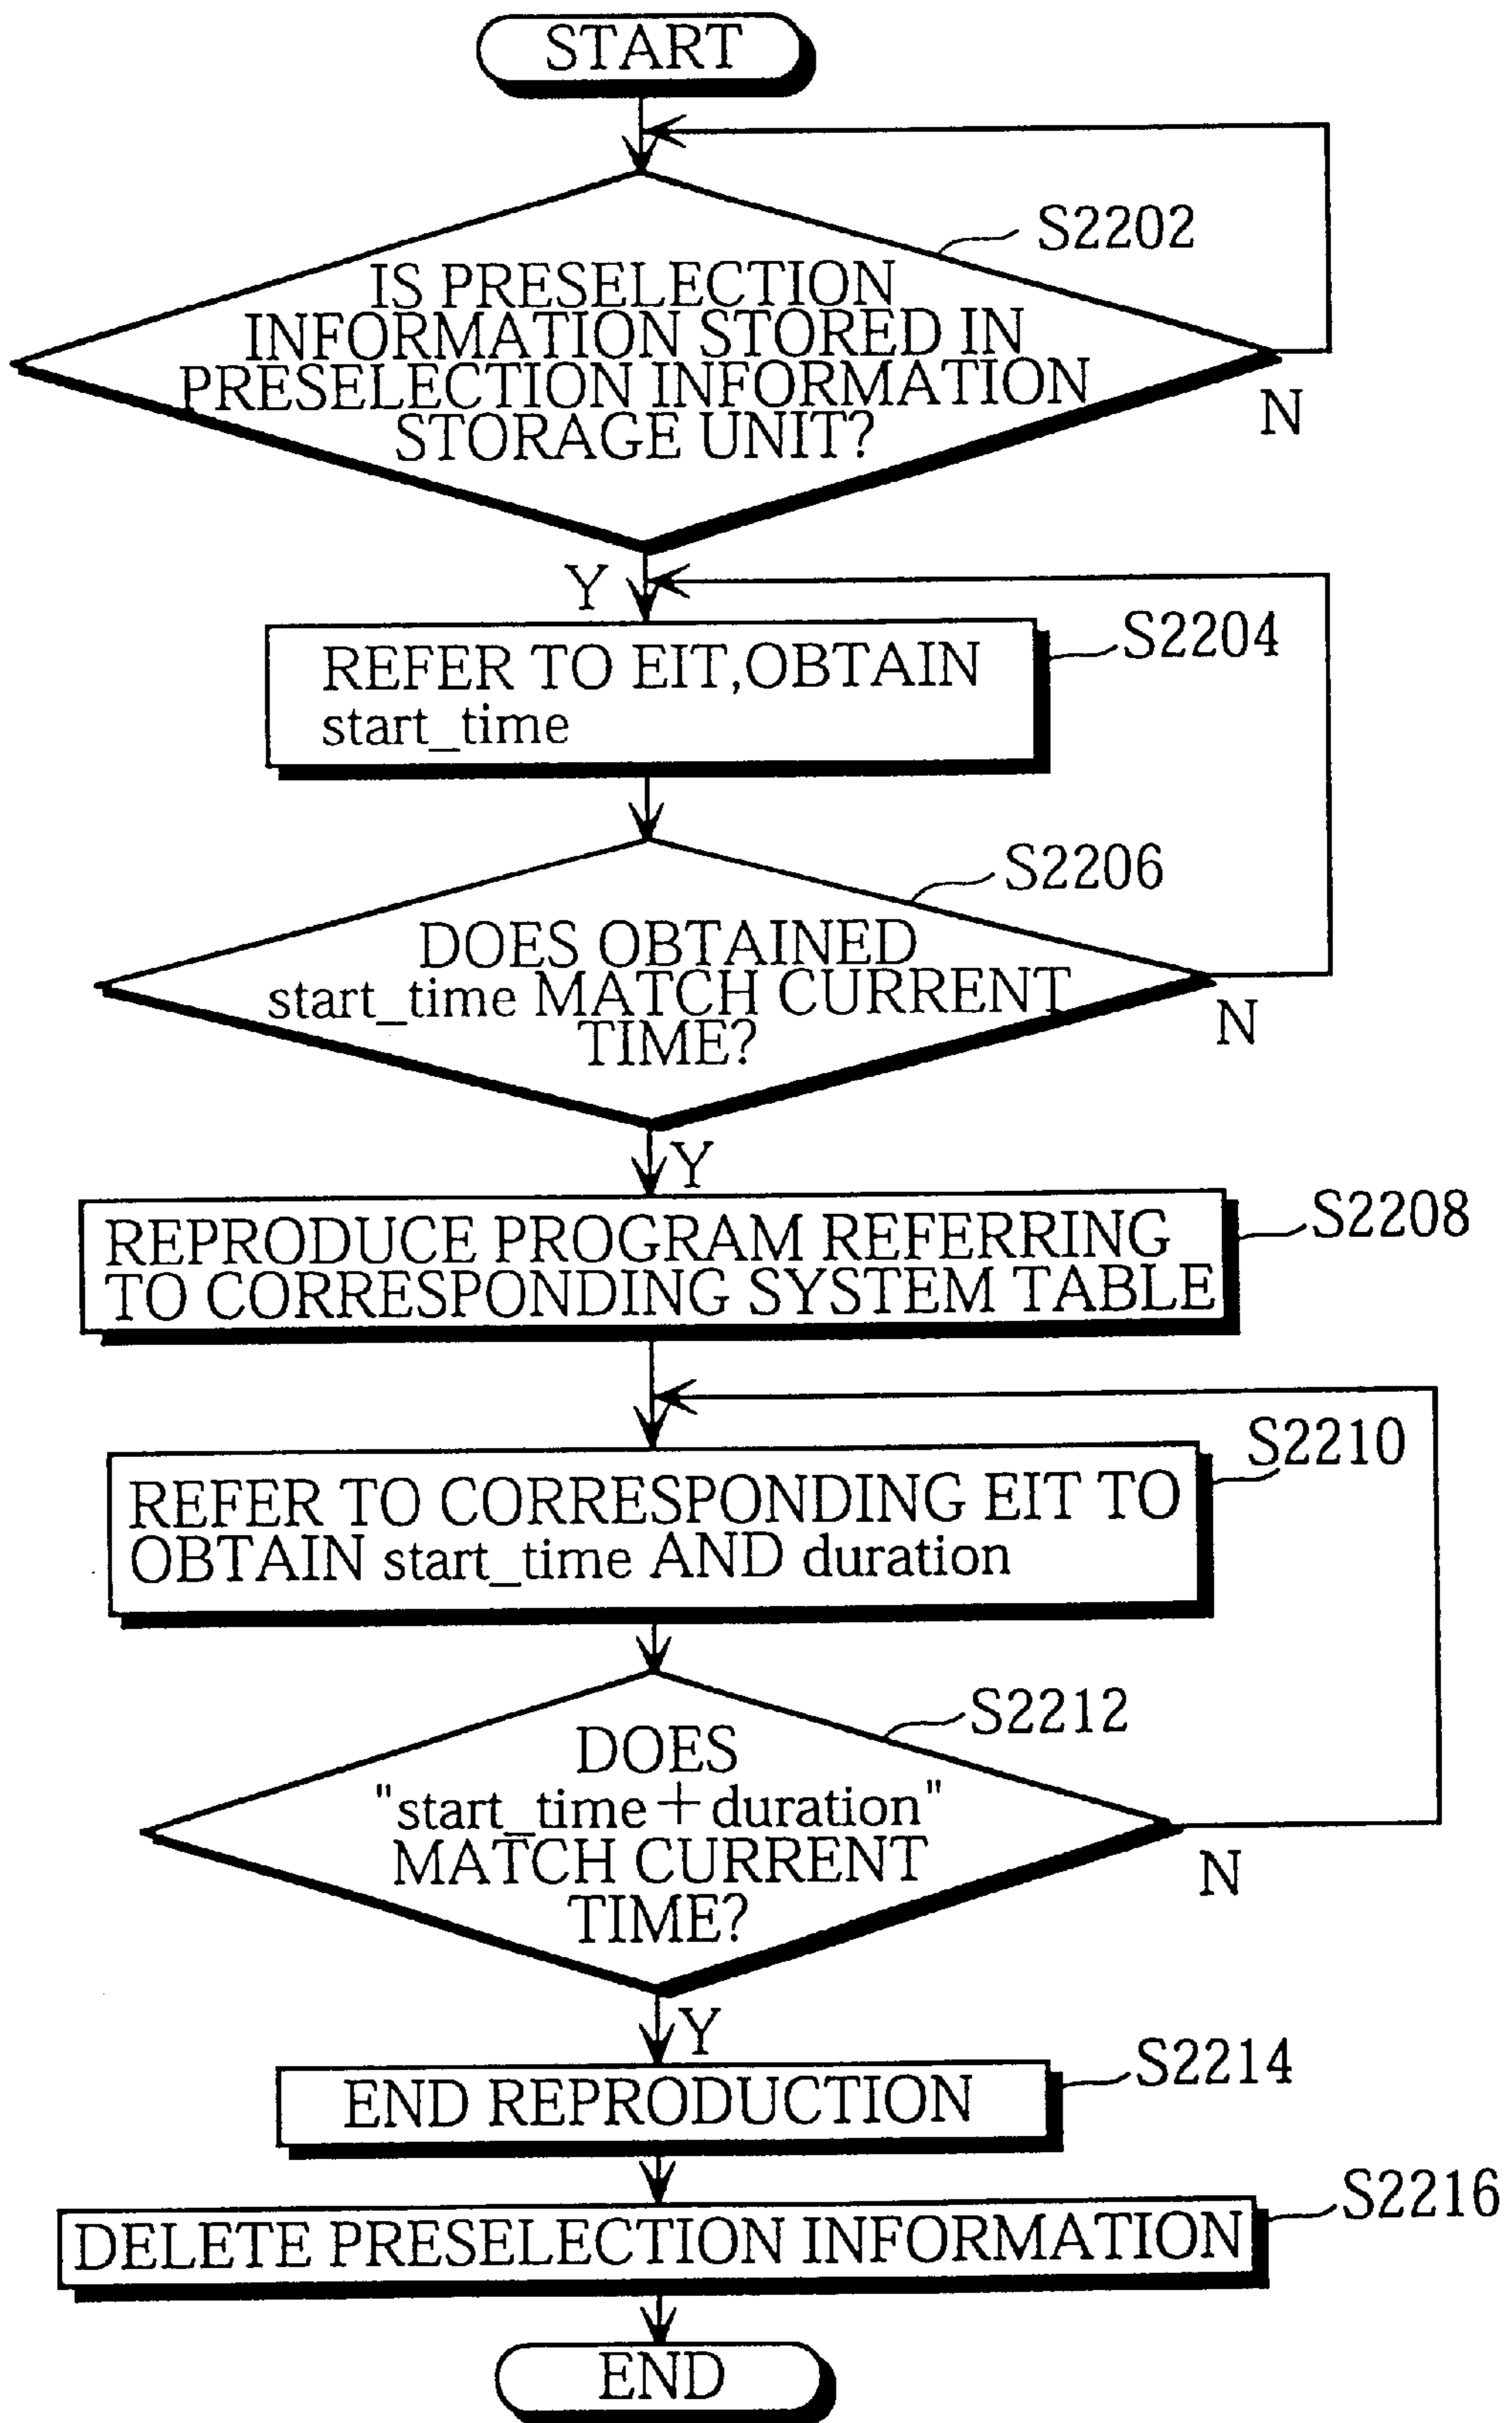 START
S2202
IS PRESELECTION
INFORMATION STORED IN
PRESELECTION INFORMATION
STORAGE UNIT?
N
Y
S2204
REFER TO EIT,OBTAIN
start_time
S2206
DOES OBTAINED
start_time MATCH CURRENT
TIME?
N
Y
S2208
REPRODUCE PROGRAM REFERRING
TO CORRESPONDING SYSTEM TABLE
S2210
REFER TO CORRESPONDING EIT TO
OBTAIN start_time AND duration
S2212
DOES
"start_time+duration"
MATCH CURRENT
TIME?
N
Y
S2214
END REPRODUCTION
S2216
DELETE PRESELECTION INFORMATION
END